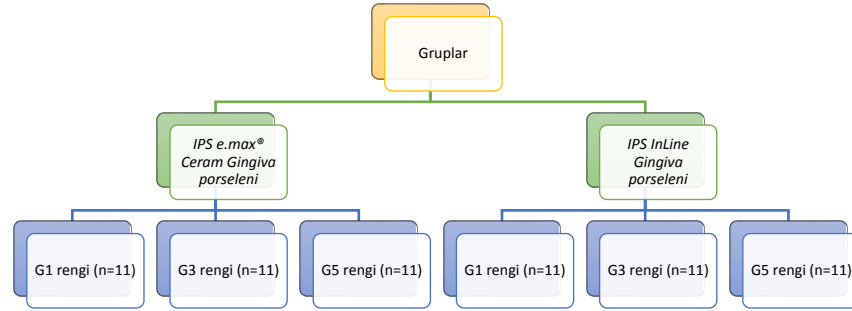 Gruplar
IPS e.max®
Ceram Gingiva
porseleni
IPS InLine
Gingiva
porseleni
G1 rengi (n=11)
G3 rengi (n=11)
G5 rengi (n=11)
G1 rengi (n=11)
G3 rengi (n=11)
G5 rengi (n=11)